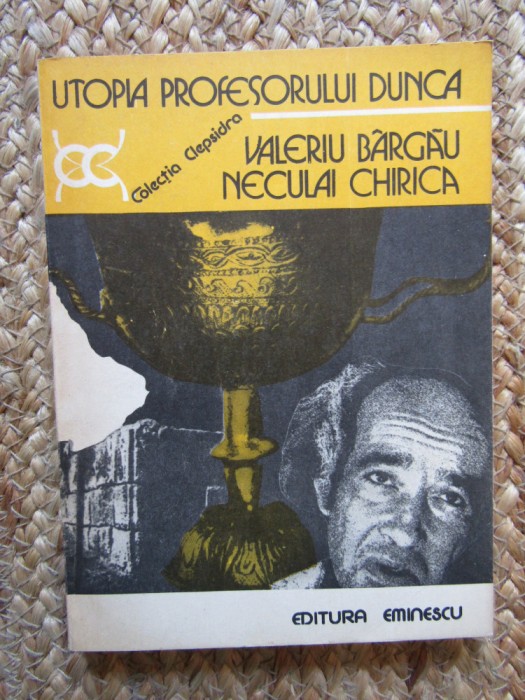 UTOPIA PROFESORULUI DUNCA
Colecția Clepsidra
VALERIU BÂRGĂU
NECULAI CHIRICA
EDITURA EMINESCU